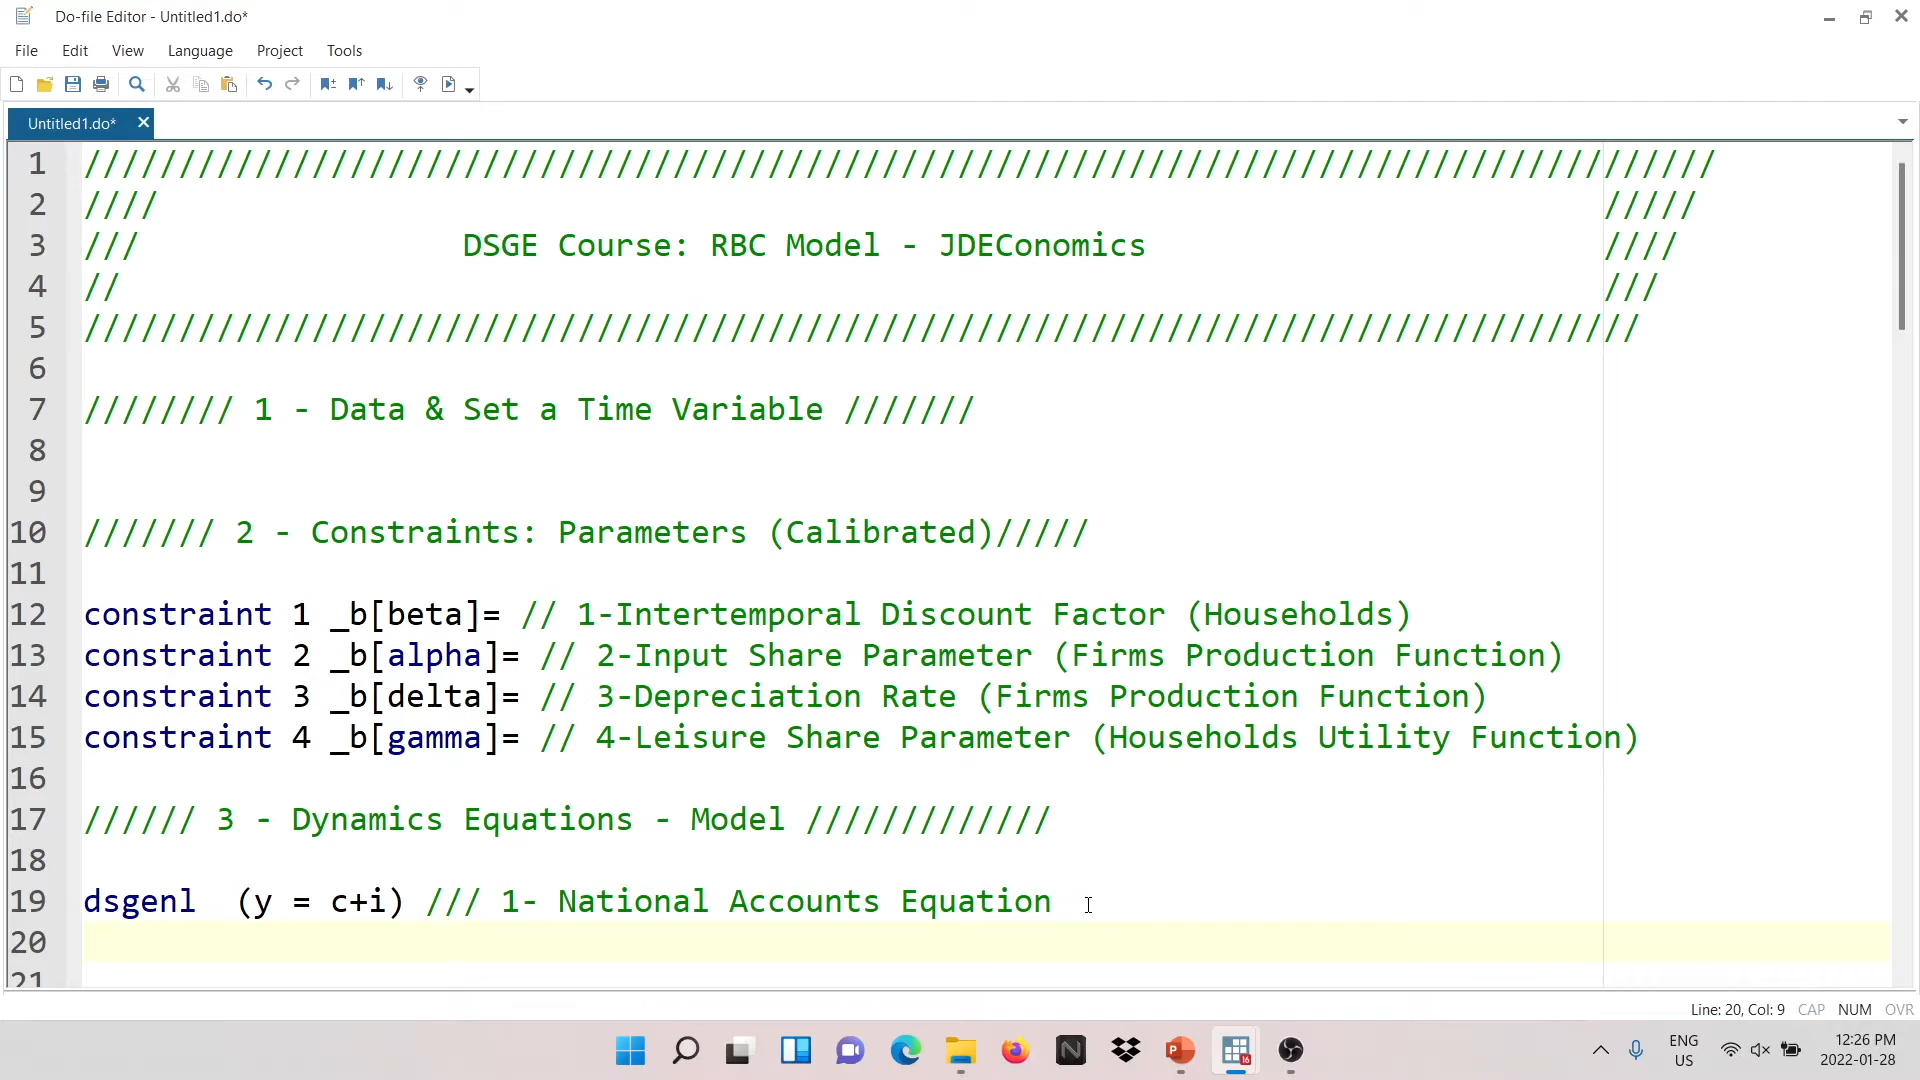 Do-file Editor - Untitled1.do*
File Edit View Language Project Tools
Untitled1.do*
1 //////////////////////////////////////////////////////////////////////////////////////
2 //// /////
3 /// DSGE Course: RBC Model - JDEConomics ////
4 // ///
5 //////////////////////////////////////////////////////////////////////////////////
6
7 //////// 1 - Data & Set a Time Variable ///////
8
9
10 /////// 2 - Constraints: Parameters (Calibrated)/////
11
12 constraint 1 _b[beta]= // 1-Intertemporal Discount Factor (Households)
13 constraint 2 _b[alpha]= // 2-Input Share Parameter (Firms Production Function)
14 constraint 3 _b[delta]= // 3-Depreciation Rate (Firms Production Function)
15 constraint 4 _b[gamma]= // 4-Leisure Share Parameter (Households Utility Function)
16
17 ////// 3 - Dynamics Equations - Model /////////////
18
19 dsgenl (y = c+i) /// 1- National Accounts Equation
20
21
Line: 20, Col: 9 CAP NUM OVR
ENG
US
12:26 PM
2022-01-28